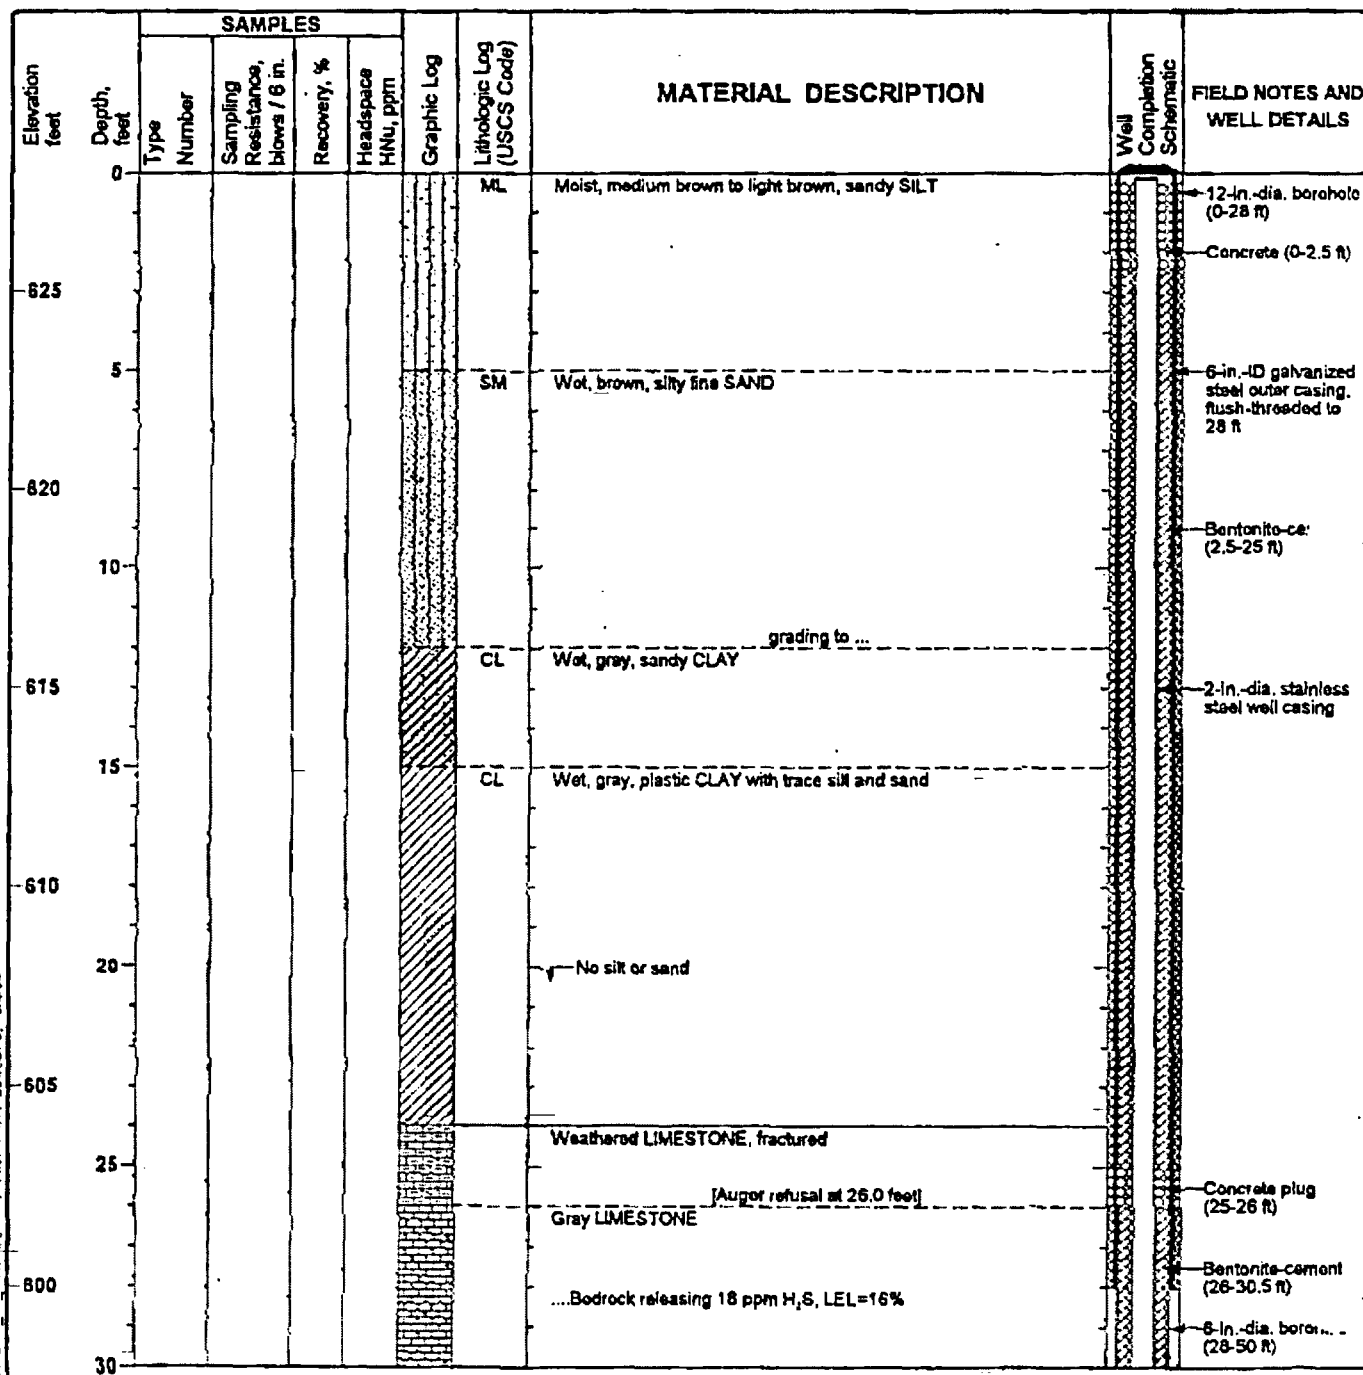 SAMPLES
Elevation
feet
Depth,
feet
Type
Number
Sampling
Resistance,
blows / 6 in.
Recovery, %
Headspace
HNu, ppm
Graphic Log
Lithologic Log
(USCS Code)
MATERIAL DESCRIPTION
Well
Completion
Schematic
FIELD NOTES AND
WELL DETAILS
0
ML
Moist, medium brown to light brown, sandy SILT
12-in.-dia. borehole
(0-28 ft)
Concrete (0-2.5 ft)
625
5
SM
Wet, brown, silty fine SAND
6-in.-ID galvanized
steel outer casing.
flush-threaded to
28 ft
620
Bentonite-ce
(2.5-25 ft)
10
grading to ...
CL
Wet, gray, sandy CLAY
615
2-in.-dia. stainless
steel well casing
15
CL
Wet, gray, plastic CLAY with trace silt and sand
610
20
No silt or sand
605
Weathered LIMESTONE, fractured
25
[Auger refusal at 26.0 feet]
Concrete plug
(25-26 ft)
Gray LIMESTONE
600
Bentonite-cement
(26-30.5 ft)
....Bedrock releasing 18 ppm H₂S, LEL=16%
6-in.-dia.
(28-50 ft)
30